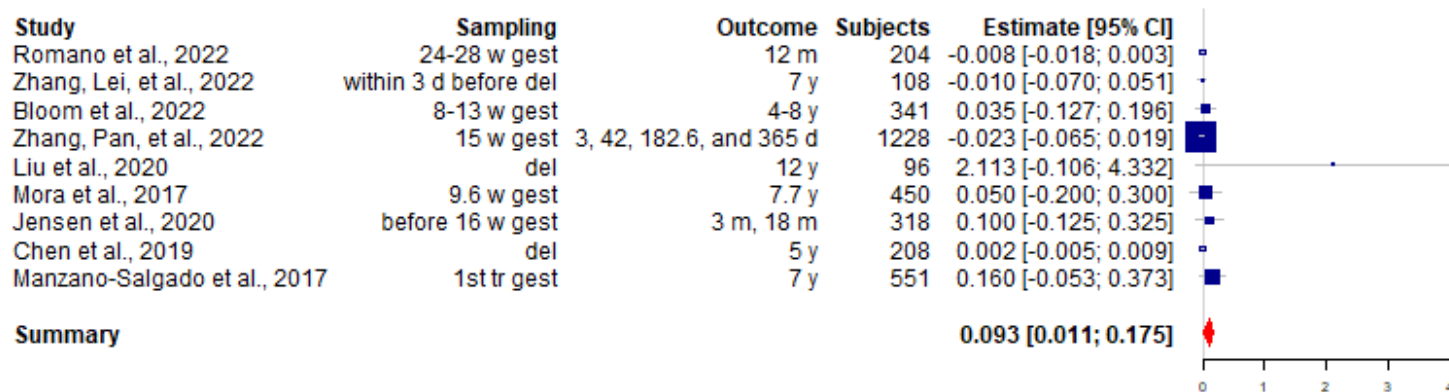 Study Sampling Outcome Subjects Estimate [95% CI]
Romano et al., 2022 24-28 w gest 12 m 204 -0.008 [-0.018; 0.003]
Zhang, Lei, et al., 2022 within 3 d before del 7 y 108 -0.010 [-0.070; 0.051]
Bloom et al., 2022 8-13 w gest 4-8 y 341 0.035 [-0.127; 0.196]
Zhang, Pan, et al., 2022 15 w gest 3, 42, 182.6, and 365 d 1228 -0.023 [-0.065; 0.019]
Liu et al., 2020 del 12 y 96 2.113 [-0.106; 4.332]
Mora et al., 2017 9.6 w gest 7.7 y 450 0.050 [-0.200; 0.300]
Jensen et al., 2020 before 16 w gest 3 m, 18 m 318 0.100 [-0.125; 0.325]
Chen et al., 2019 del 5 y 208 0.002 [-0.005; 0.009]
Manzano-Salgado et al., 2017 1st tr gest 7 y 551 0.160 [-0.053; 0.373]
Summary 0.093 [0.011; 0.175]
0 1 2 3 4